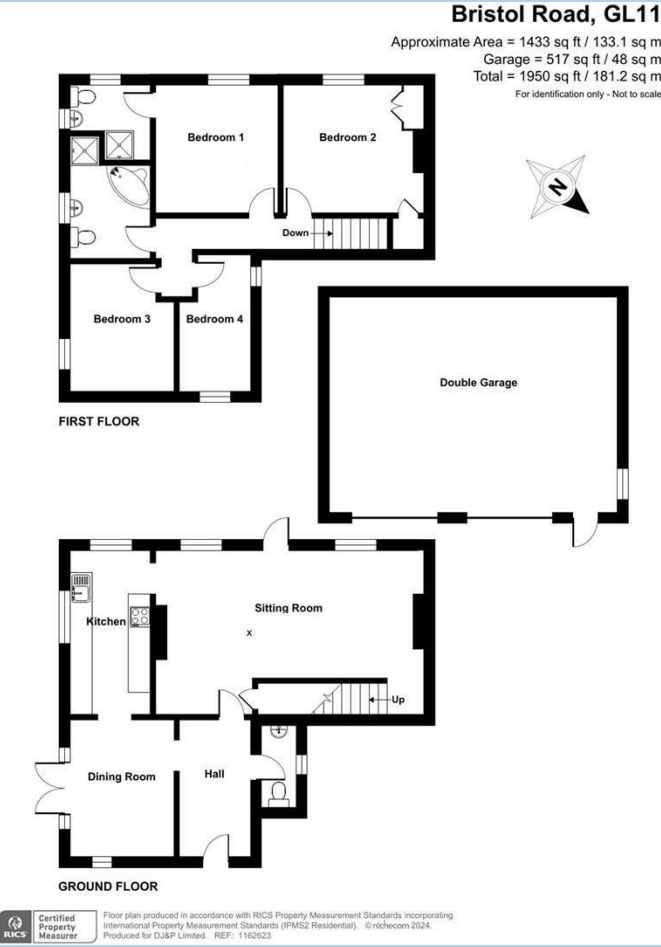 Bristol Road, GL11
Approximate Area = 1433 sq ft / 133.1 sq m
Garage = 517 sq ft / 48 sq m
Total = 1950 sq ft / 181.2 sq m
For identification only - Not to scale
N
Bedroom 1
Bedroom 2
Down
Bedroom 3
Bedroom 4
FIRST FLOOR
Double Garage
Kitchen
Sitting Room
x
Up
Dining Room
Hall
GROUND FLOOR
RICS
Certified
Property
Measurer
Floor plan produced in accordance with RICS Property Measurement Standards incorporating
International Property Measurement Standards (IPMS2 Residential). © nichecom 2024.
Produced for DJ&P Limited. REF: 1162623